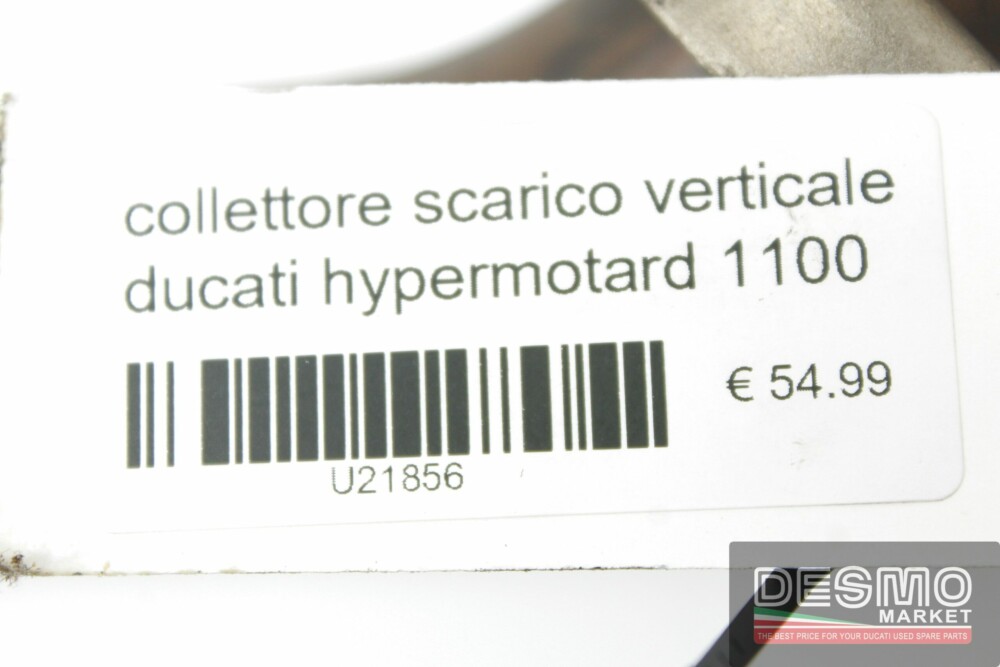 collettore scarico verticale
ducati hypermotard 1100
€ 54.99
U21856
DESMO
MARKET
THE BEST PRICE FOR YOUR DUCATI USED SPARE PARTS